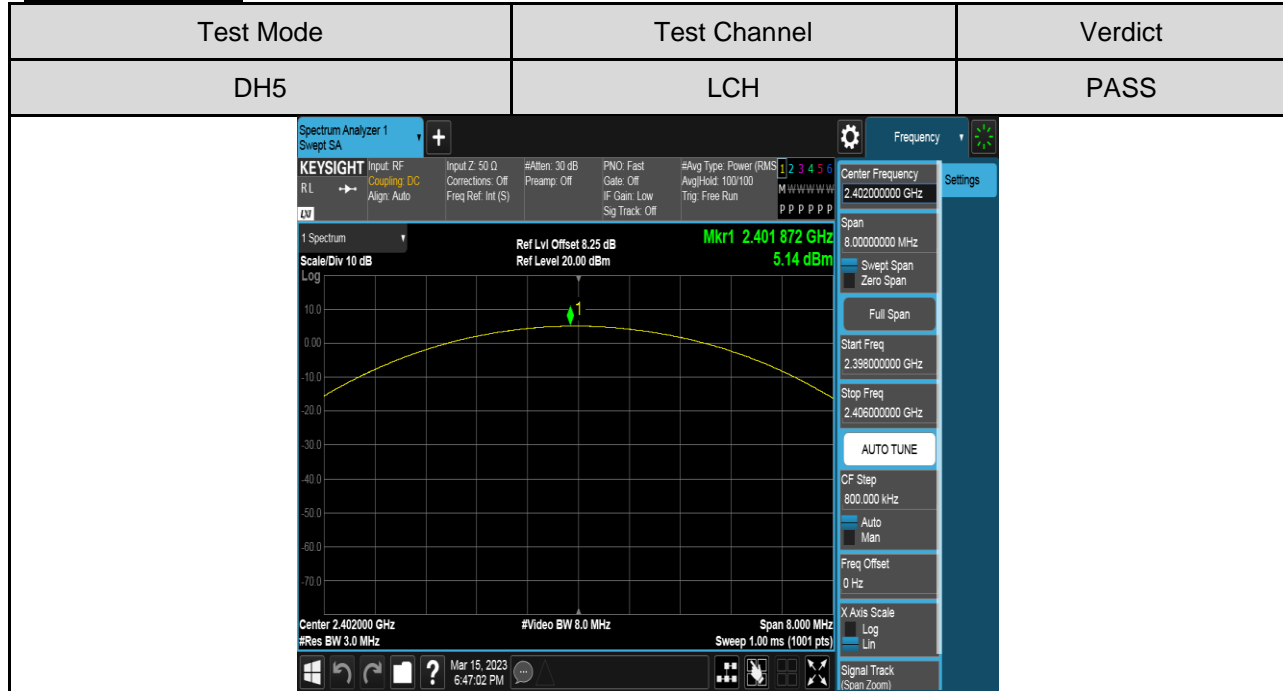 Test Mode Test Channel Verdict
DH5 LCH PASS
Spectrum Analyzer 1
Swept SA
+
Frequency
KEYSIGHT Input: RF Input Z: 50 Ω #Atten: 30 dB PNO: Fast #Avg Type: Power (RMS 1 2 3 4 5 6
RL Coupling: DC Corrections: Off Preamp: Off Gate: Off Avg|Hold: 100/100 M W W W W W
Align: Auto Freq Ref: Int (S) IF Gain: Low Trig: Free Run
LXI Sig Track: Off P P P P P P
1 Spectrum
Scale/Div 10 dB
Ref Lvl Offset 8.25 dB
Ref Level 20.00 dBm
Mkr1 2.401 872 GHz
5.14 dBm
Log
1
10.0
0.00
-10.0
-20.0
-30.0
-40.0
-50.0
-60.0
-70.0
Center 2.402000 GHz #Video BW 8.0 MHz Span 8.000 MHz
#Res BW 3.0 MHz Sweep 1.00 ms (1001 pts)
?
Mar 15, 2023
6:47:02 PM
Center Frequency
2.402000000 GHz
Settings
Span
8.00000000 MHz
Swept Span
Zero Span
Full Span
Start Freq
2.398000000 GHz
Stop Freq
2.406000000 GHz
AUTO TUNE
CF Step
800.000 kHz
Auto
Man
Freq Offset
0 Hz
X Axis Scale
Log
Lin
Signal Track
(Span Zoom)